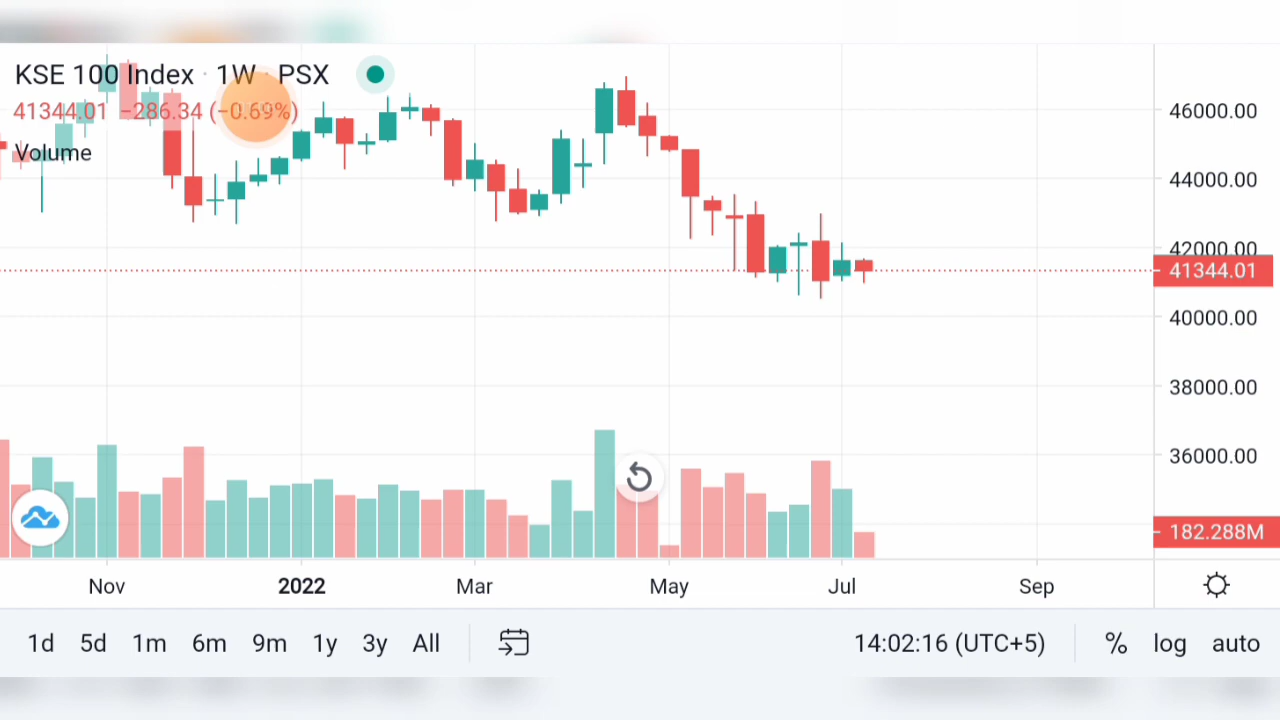 KSE 100 Index · 1W · PSX
41344.01 −286.34 (−0.69%)
Volume
46000.00
44000.00
42000.00
41344.01
40000.00
38000.00
36000.00
182.288M
Nov 2022 Mar May Jul Sep
1d 5d 1m 6m 9m 1y 3y All 14:02:16 (UTC+5) % log auto